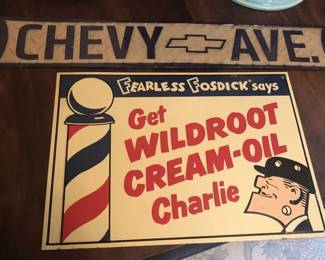 CHEVY AVE.
FEARLESS FOSDICK says
Get
WILDROOT
CREAM-OIL
Charlie